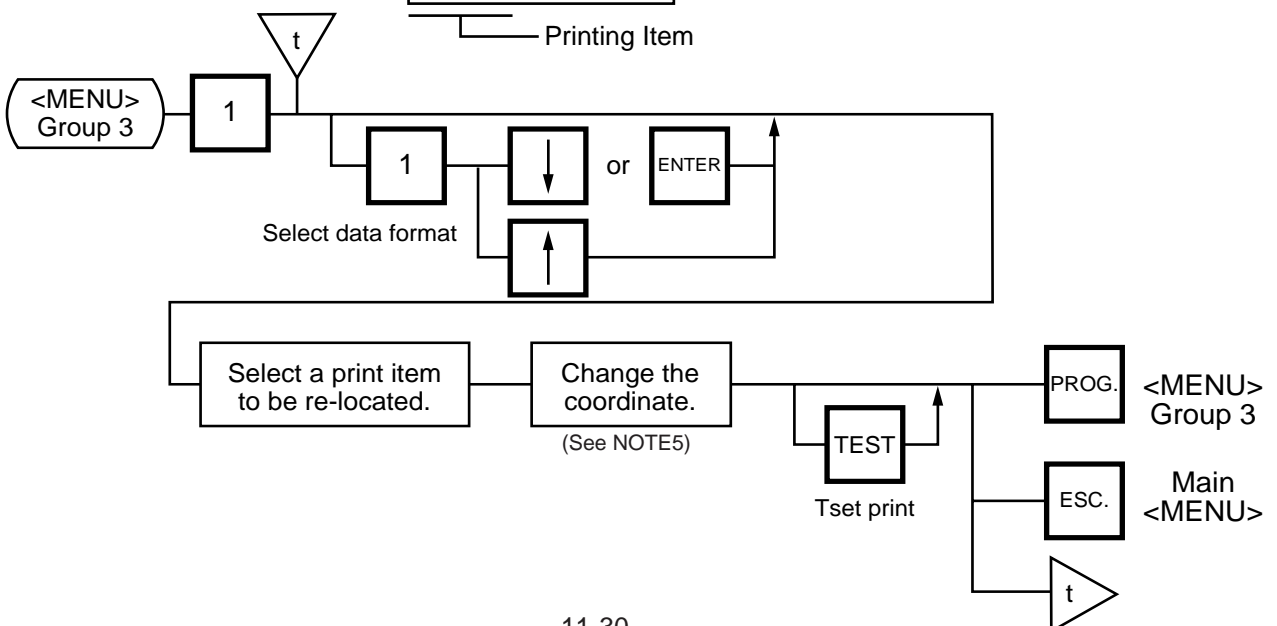 Printing Item
t
<MENU>
Group 3
1
1
or
ENTER
Select data format
Select a print item
to be re-located.
Change the
coordinate.
(See NOTE5)
TEST
Tset print
PROG.
<MENU>
Group 3
ESC.
Main
<MENU>
t
11-30